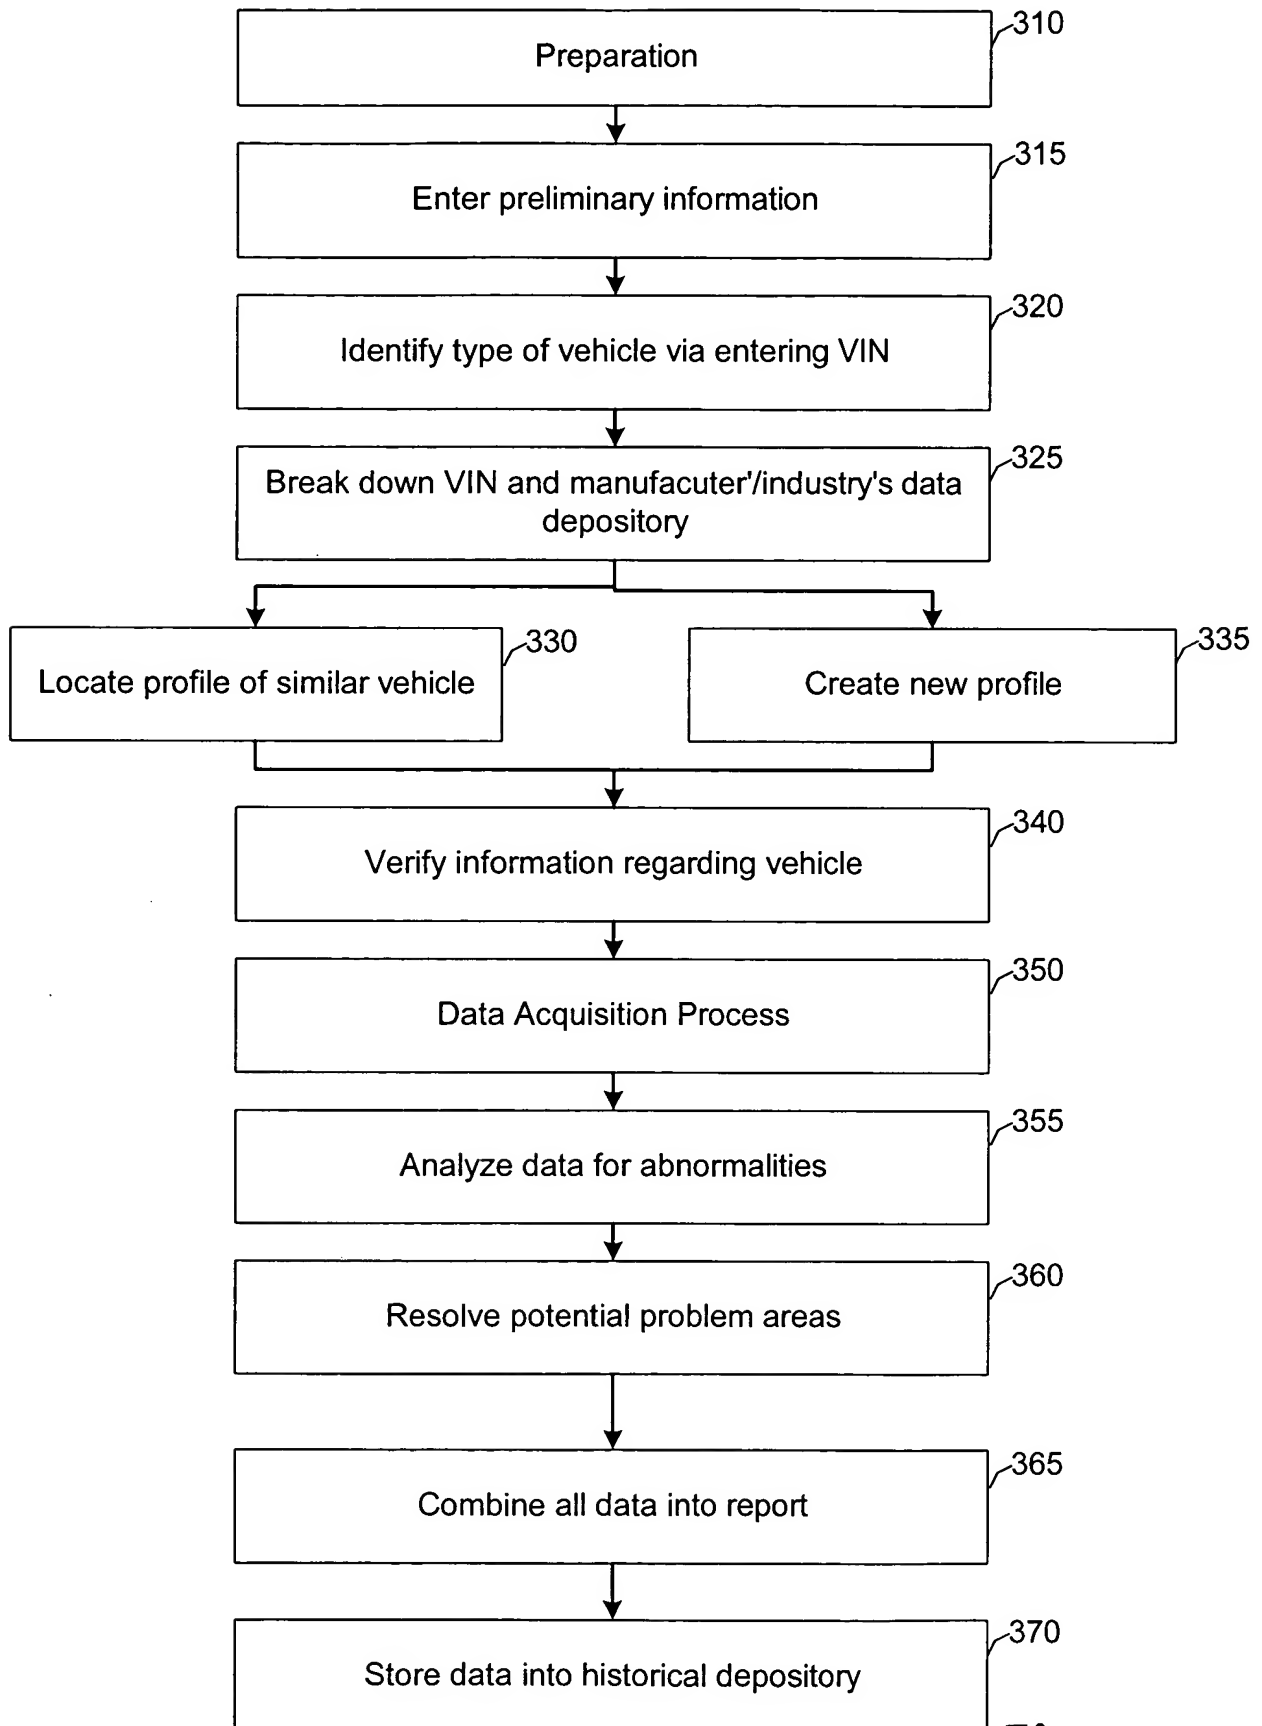 310
Preparation
315
Enter preliminary information
320
Identify type of vehicle via entering VIN
325
Break down VIN and manufacuter'/industry's data
depository
330
Locate profile of similar vehicle
335
Create new profile
340
Verify information regarding vehicle
350
Data Acquisition Process
355
Analyze data for abnormalities
360
Resolve potential problem areas
365
Combine all data into report
370
Store data into historical depository